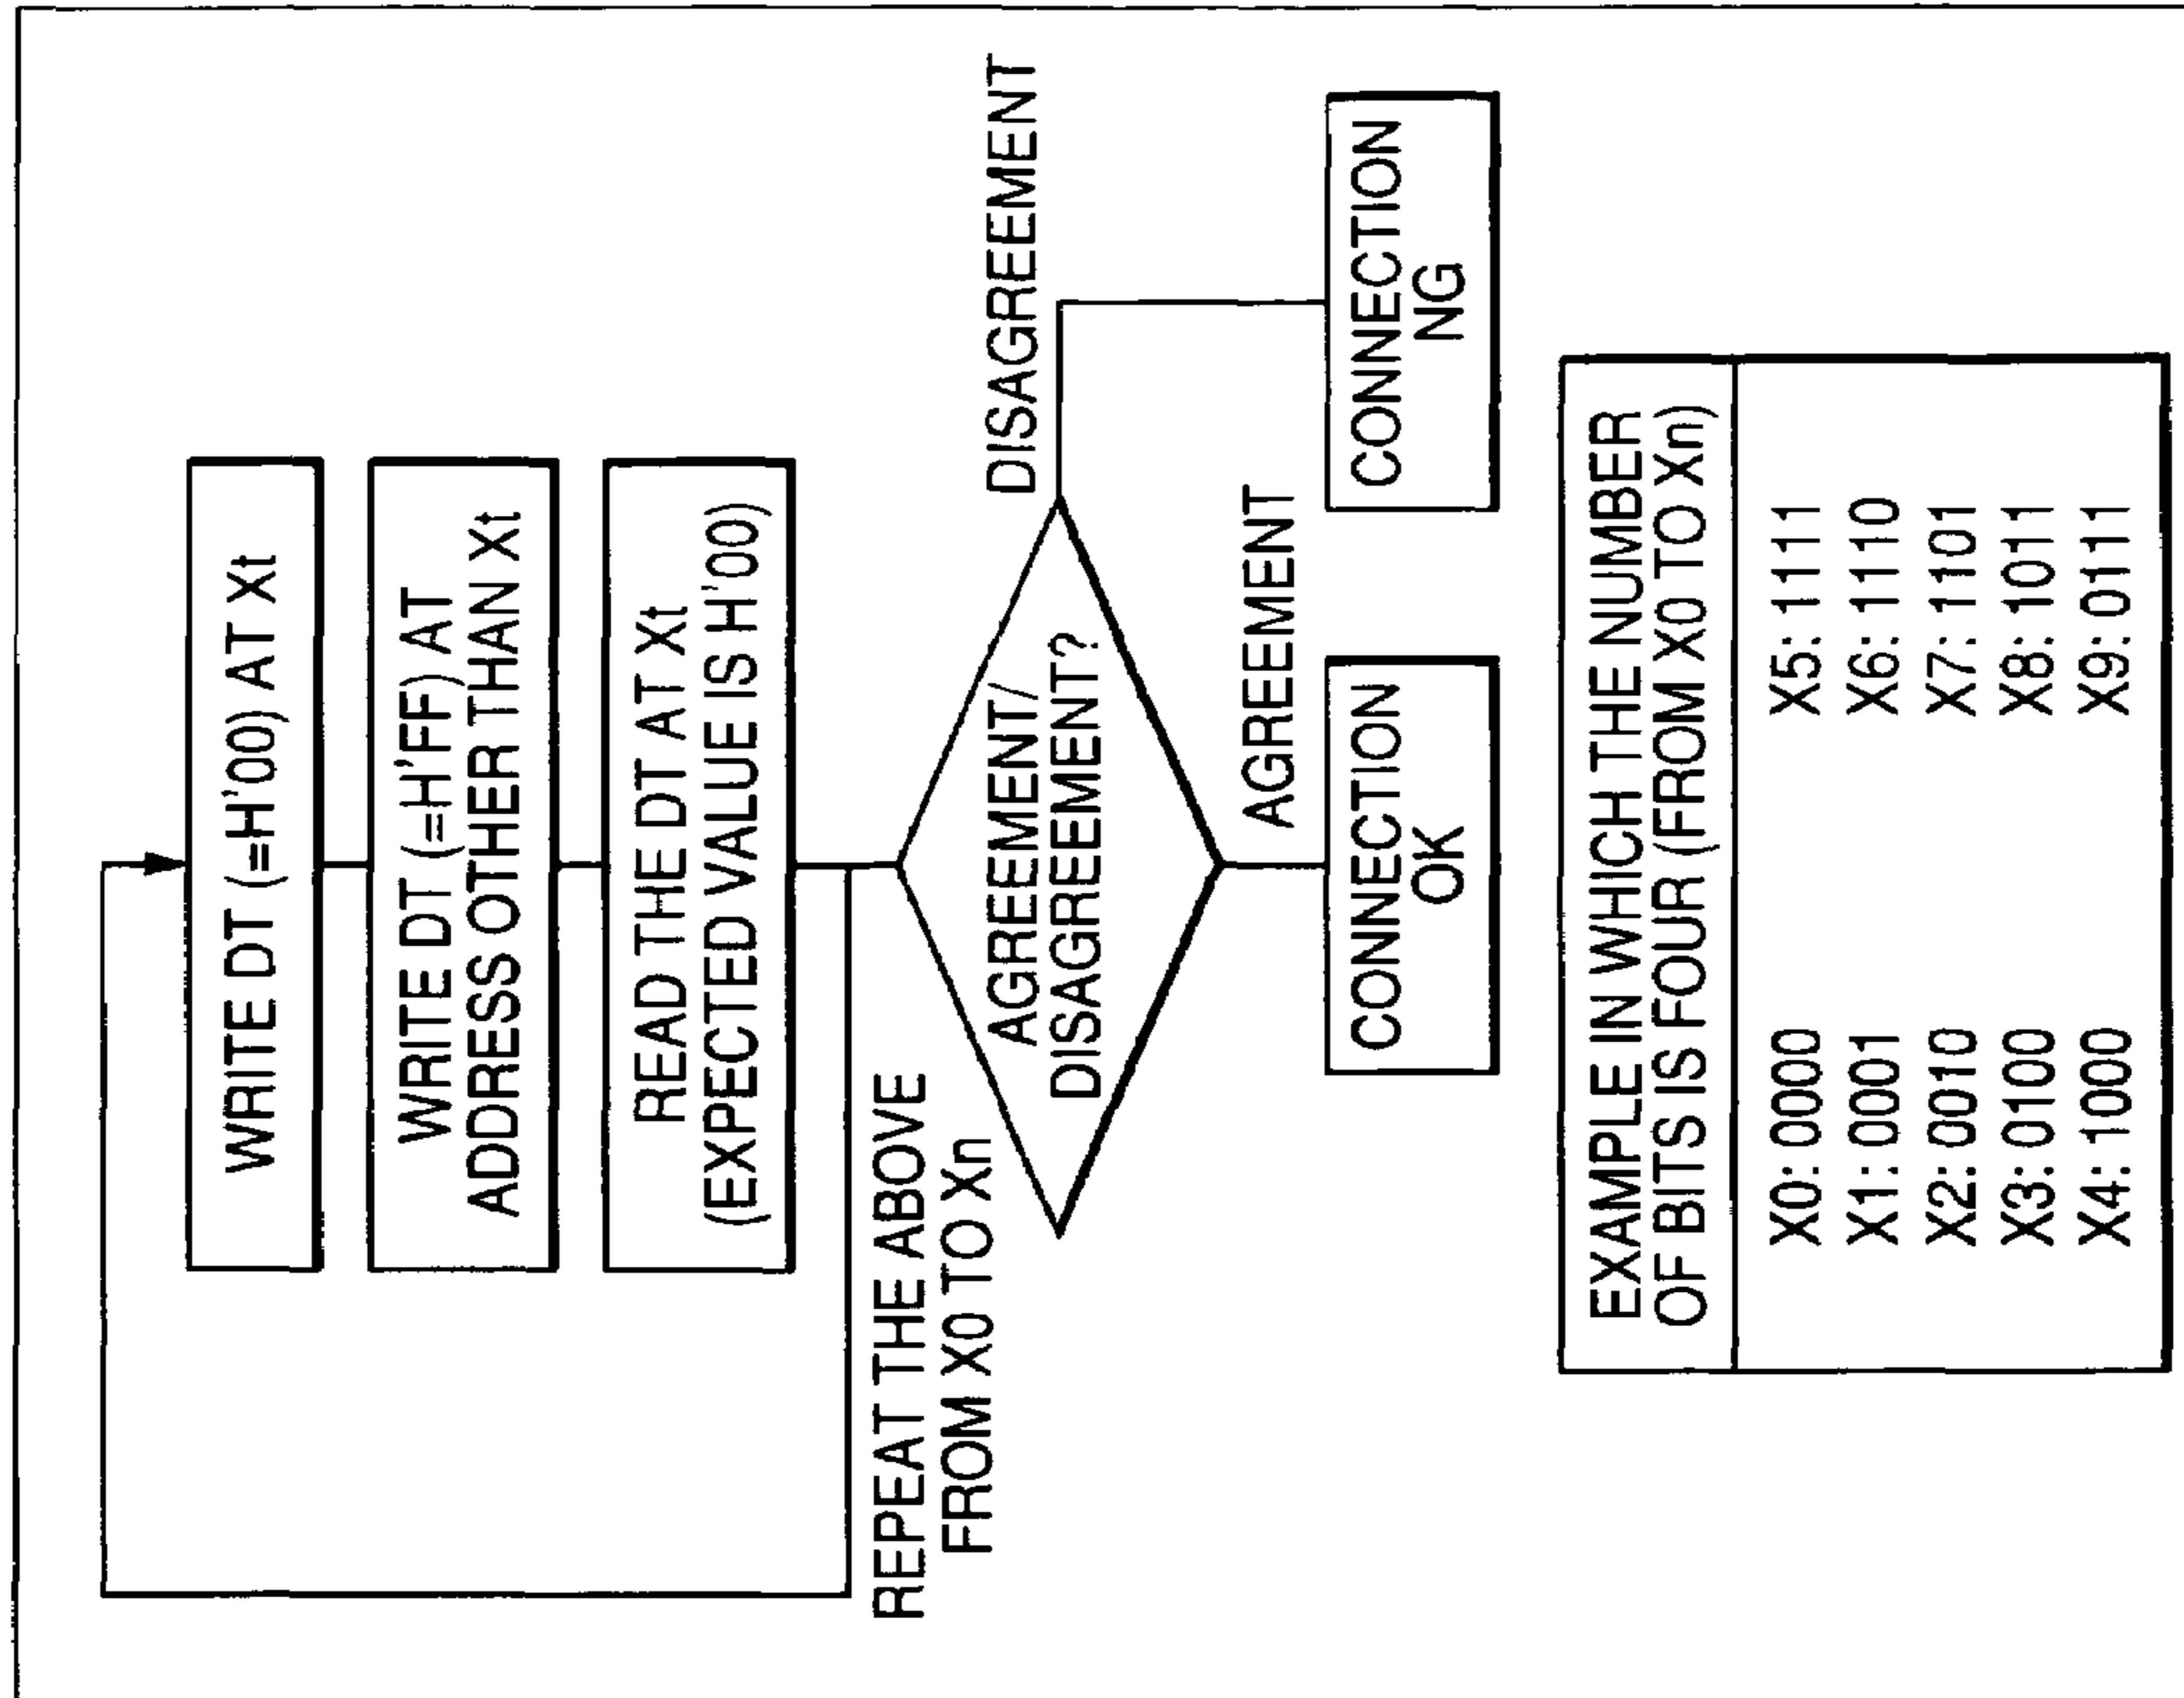 WRITE DT (=H'00) AT Xt
WRITE DT (=H'FF) AT
ADDRESS OTHER THAN Xt
READ THE DT AT Xt
(EXPECTED VALUE IS H'00)
REPEAT THE ABOVE
FROM X0 TO Xn
AGREEMENT/
DISAGREEMENT?
DISAGREEMENT
AGREEMENT
CONNECTION
OK
CONNECTION
NG
EXAMPLE IN WHICH THE NUMBER
OF BITS IS FOUR (FROM X0 TO Xn)
X0: 0000 X5: 1111
X1: 0001 X6: 1110
X2: 0010 X7: 1101
X3: 0100 X8: 1011
X4: 1000 X9: 0111